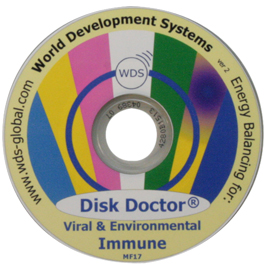 World Development Systems
www.wds-global.com
ver 2
Energy Balancing for:
WDS
Disk Doctor®
Viral & Environmental
Immune
MF17